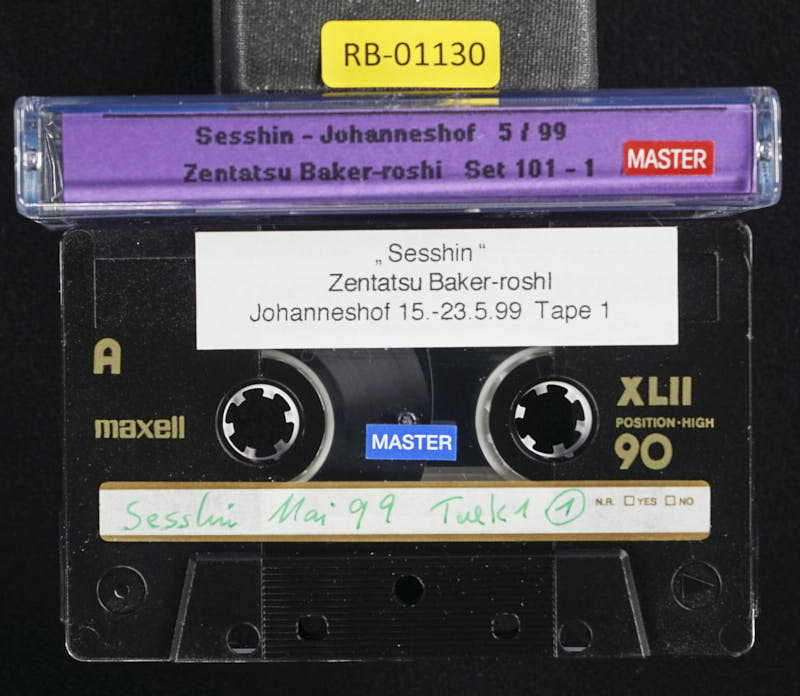 RB-01130
Sesshin - Johanneshof 5 / 99
Zentatsu Baker-roshi Set 101 - 1
MASTER
„Sesshin“
Zentatsu Baker-roshI
Johanneshof 15.-23.5.99 Tape 1
A
maxell
XLII
POSITION·HIGH
90
MASTER
Sesshin Mai 99 Talk 1 ①
N.R. ☐ YES ☐ NO